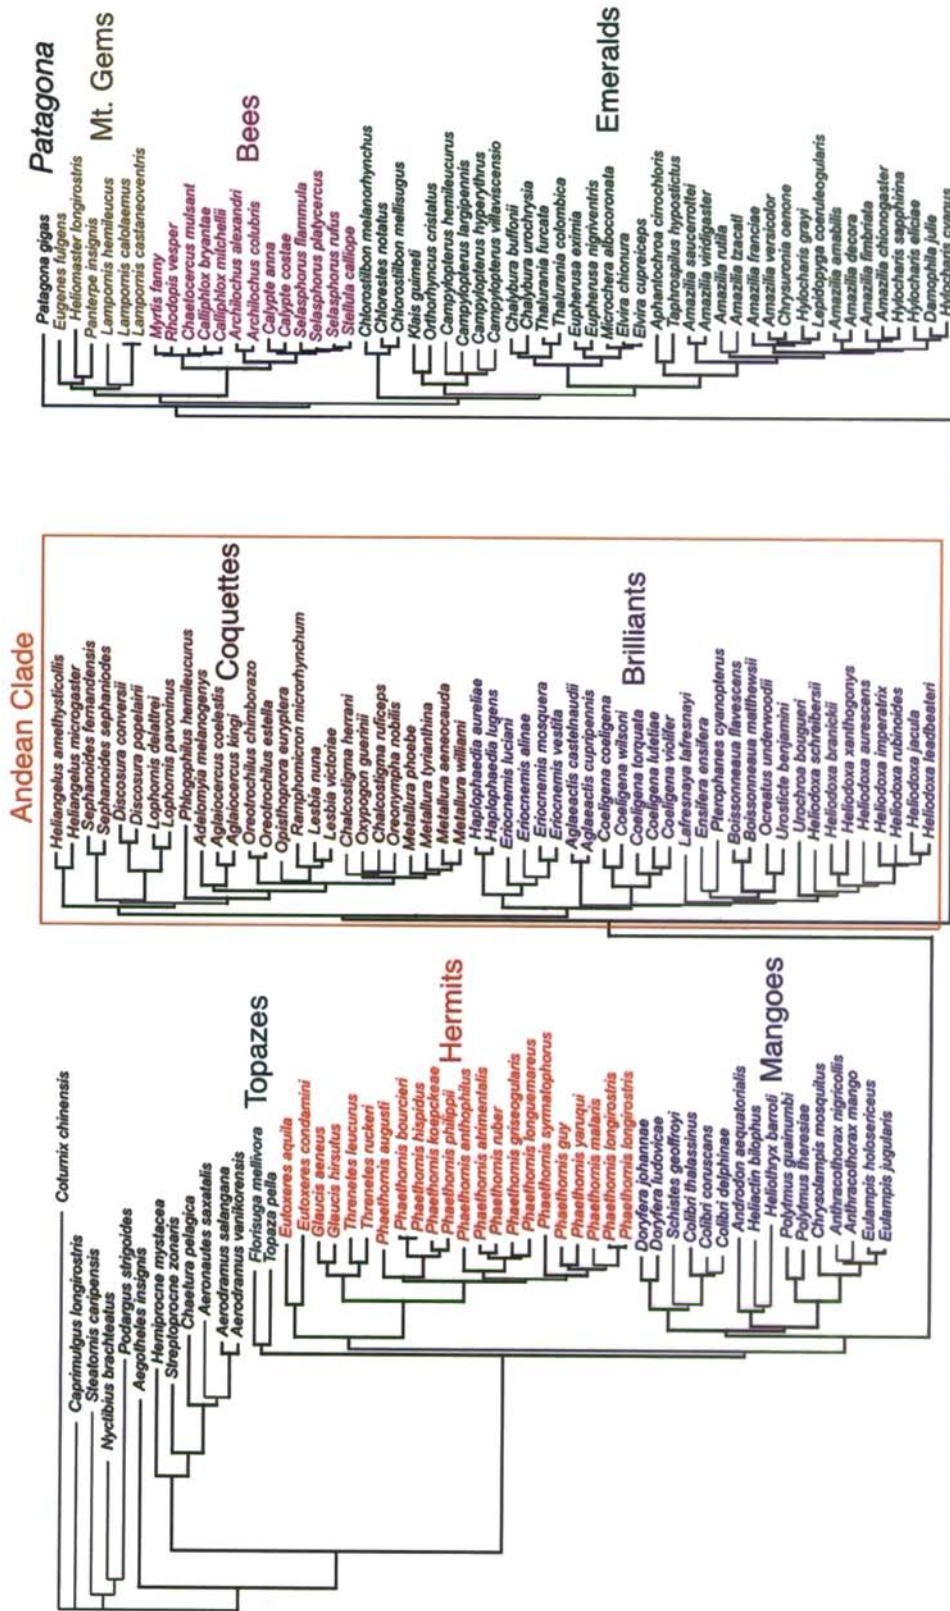 Coturnix chinensis
Caprimulgus longirostris
Steatornis caripensis
Nyctibius brachteatus
Podargus strigoides
Aegotheles insignis
Hemiprocne mystacea
Streptoprocne zonaris
Chaetura pelagica
Aeronautes saxatalis
Aerodramus salangana
Aerodramus vanikorensis
Florisuga mellivora
Topaza pella
Topazes
Eutoxeres aquila
Eutoxeres condamini
Glaucis aeneus
Glaucis hirsutus
Threnetes leucurus
Threnetes ruckeri
Phaethornis augusti
Phaethornis bourcieri
Phaethornis hispidus
Phaethornis koepckeae
Phaethornis philippii
Phaethornis anthophilus
Phaethornis atrimentalis
Phaethornis ruber
Phaethornis griseogularis
Phaethornis longuemareus
Phaethornis symatophorus
Phaethornis guy
Phaethornis yaruqui
Phaethornis malaris
Phaethornis longirostris
Phaethornis longirostris
Hermits
Doryfera johannae
Doryfera ludovicae
Schistes geoffroyi
Colibri thalassinus
Colibri coruscans
Colibri delphinae
Androdon aequatorialis
Heliactin bilophus
Heliothryx barroti
Polytmus guainumbi
Polytmus theresiae
Chrysolampis mosquitus
Anthracothorax nigricollis
Anthracothorax mango
Eulampis holosericeus
Eulampis jugularis
Mangoes
Andean Clade
Heliangelus amethysticollis
Heliangelus microgaster
Sephanoides fernandensis
Sephanoides sephaniodes
Discosura conversii
Discosura popelairii
Lophornis delattrei
Lophornis pavoninus
Phlogophilus hemileucurus
Adelomyia melanogenys
Aglaiocercus coelestis
Aglaiocercus kingi
Oreotrochilus chimborazo
Oreotrochilus estella
Opisthoprora euryptera
Ramphomicron microrhynchum
Lesbia nuna
Lesbia victoriae
Chalcostigma herrani
Oxypogon guerinii
Chalcostigma ruficeps
Oreonympha nobilis
Metallura phoebe
Metallura tyrianthina
Metallura aeneocauda
Metallura williami
Coquettes
Haplophaedia aureliae
Haplophaedia lugens
Eriocnemis luciani
Eriocnemis alinae
Eriocnemis mosquera
Eriocnemis vestita
Aglaeactis castelnaudii
Aglaeactis cupripennis
Coeligena coeligena
Coeligena wilsoni
Coeligena torquata
Coeligena lutetiae
Coeligena violifer
Lafresnaya lafresnayi
Ensifera ensifera
Pterophanes cyanopterus
Boissonneaua flavescens
Boissonneaua matthewsii
Ocreatus underwoodii
Urosticte benjamini
Urochroa bougueri
Heliodoxa schreibersii
Heliodoxa xanthogonys
Heliodoxa branickii
Heliodoxa aurescens
Heliodoxa imperatrix
Heliodoxa rubinoides
Heliodoxa jacula
Heliodoxa leadbeateri
Brilliants
Patagona gigas
Patagona
Eugenes fulgens
Heliomaster longirostris
Panterpe insignis
Lampornis hemileucus
Lampornis calolaemus
Lampornis castaneoventris
Mt. Gems
Myrtis fanny
Rhodopis vesper
Chaetocercus mulsant
Calliphlox bryantae
Calliphlox mitchellii
Archilochus alexandri
Archilochus colubris
Calypte anna
Calypte costae
Selasphorus flammula
Selasphorus platycercus
Selasphorus rufus
Stellula calliope
Bees
Chlorostilbon melanorhynchus
Chlorestes notatus
Chlorostilbon mellisugus
Klais guimeti
Orthorhyncus cristatus
Campylopterus hemileucurus
Campylopterus largipennis
Campylopterus hyperythrus
Campylopterus villaviscensio
Chalybura buffonii
Chalybura urochrysia
Thalurania furcata
Thalurania colombica
Eupherusa eximia
Eupherusa nigriventris
Microchera albocoronata
Elvira chionura
Elvira cupreiceps
Aphantochroa cirrochloris
Taphrospilus hypostictus
Amazilia saucerrottei
Amazilia viridigaster
Amazilia rutila
Amazilia tzacatl
Amazilia franciae
Amazilia versicolor
Chrysuronia oenone
Hylocharis grayi
Lepidopyga coeruleogularis
Amazilia amabilis
Amazilia decora
Amazilia fimbriata
Amazilia chionogaster
Hylocharis sapphirina
Hylocharis eliciae
Damophila julie
Emeralds